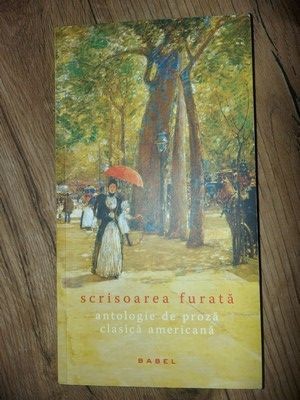 scrisoarea furată
antologie de proză
clasică americană
BABEL